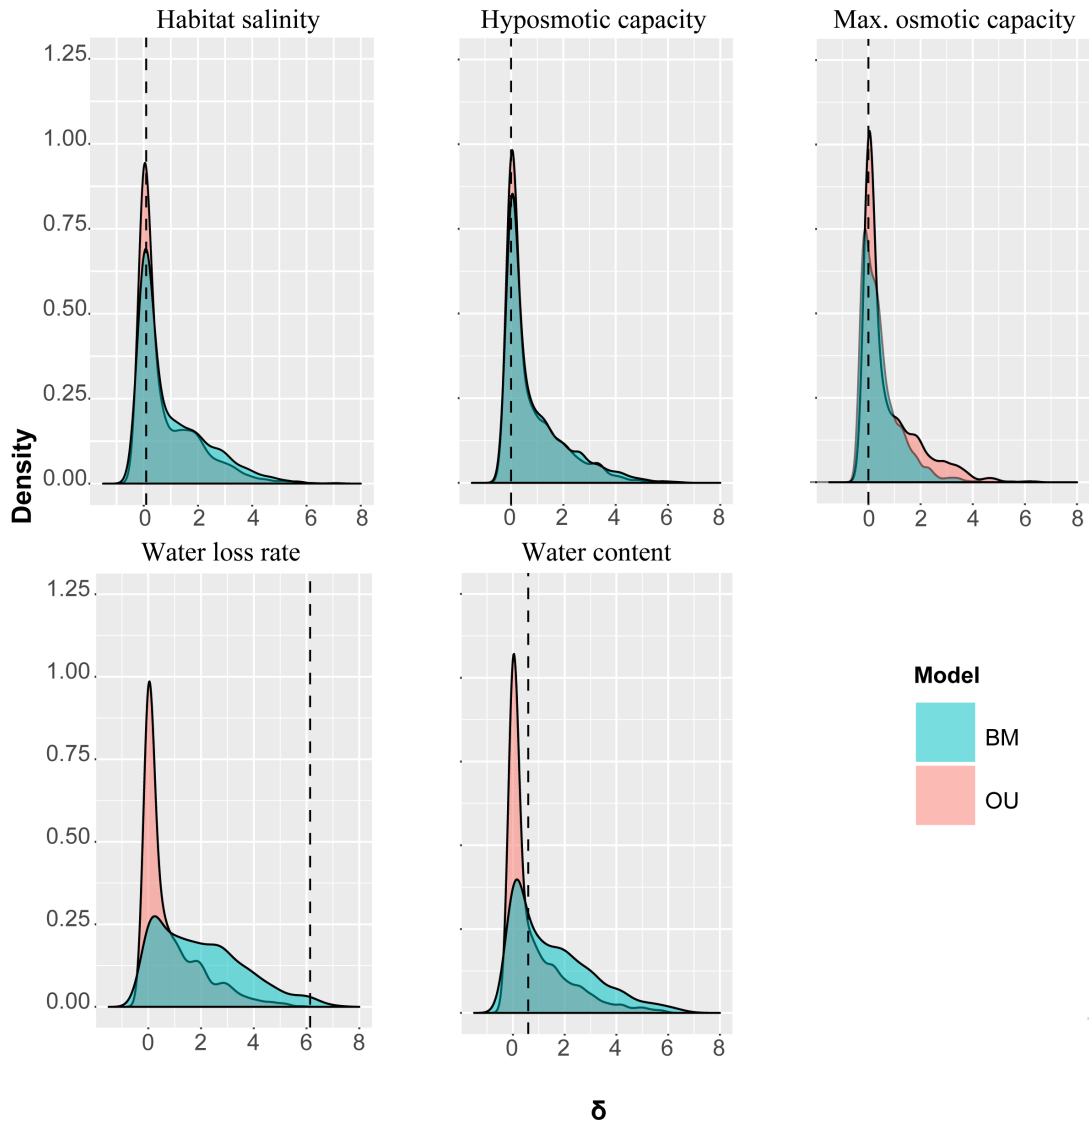 Habitat salinity
Hyposmotic capacity
Max. osmotic capacity
1.25
1.00
0.75
0.50
0.25
0.00
0 2 4 6 8
0 2 4 6 8
0 2 4 6 8
Density
Water loss rate
Water content
1.25
1.00
0.75
0.50
0.25
0.00
0 2 4 6 8
0 2 4 6 8
Model
BM
OU
δ